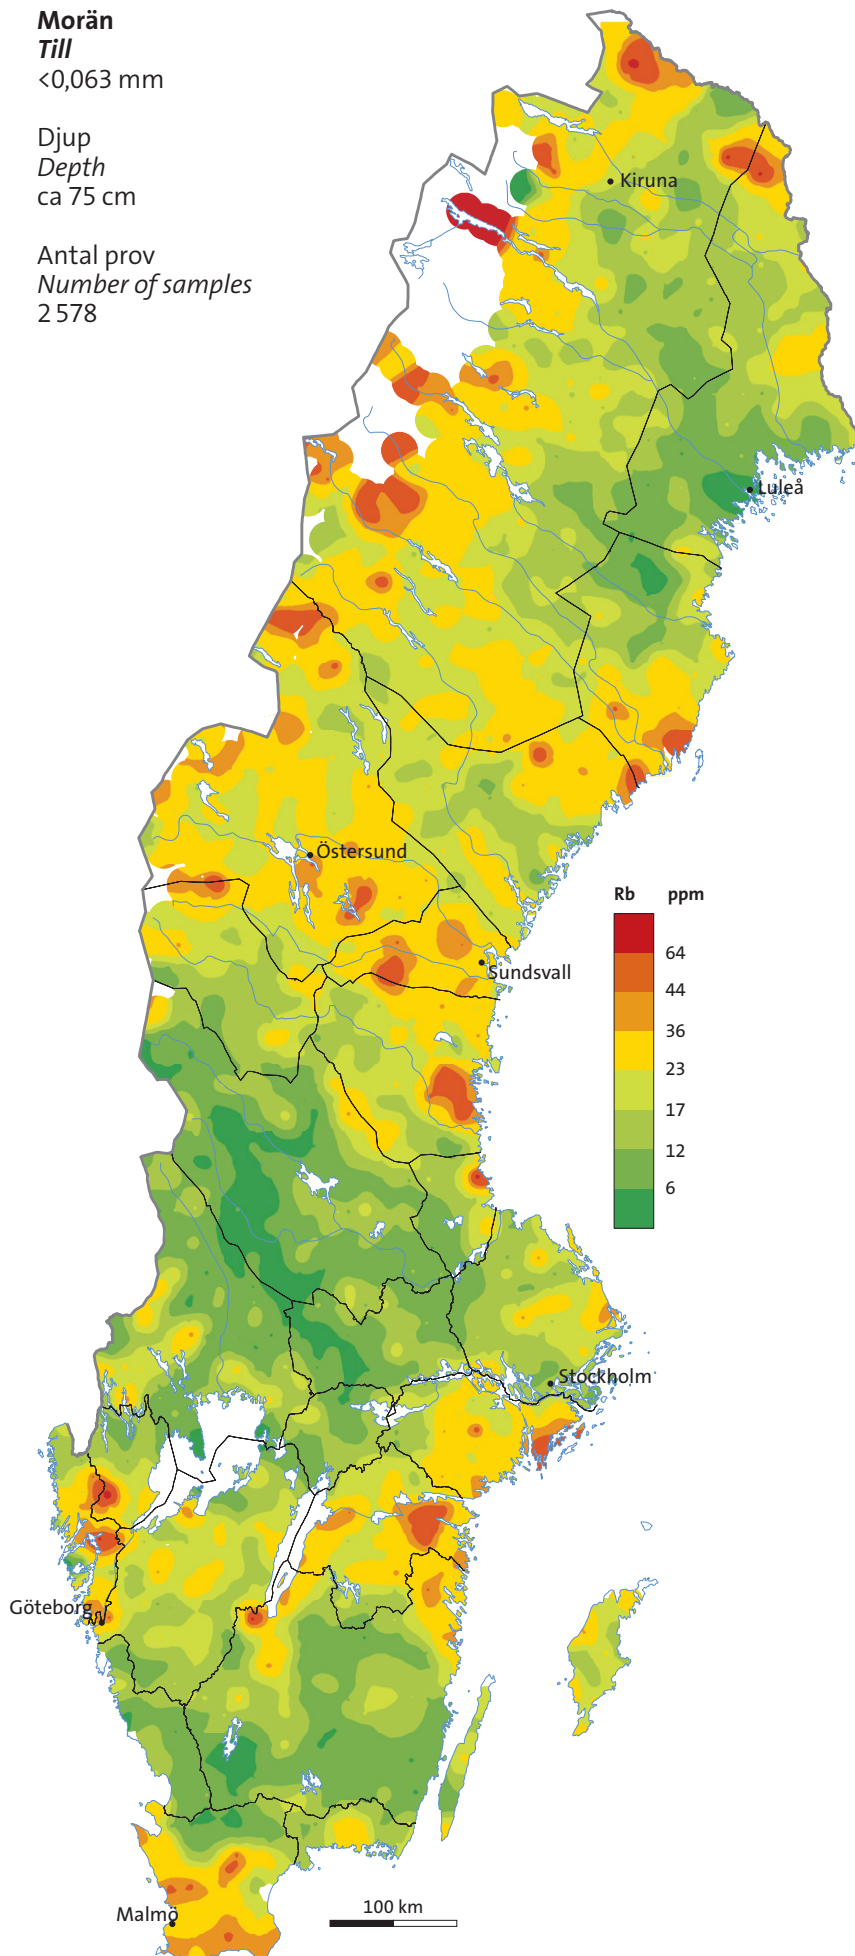 Morän
Till
<0,063 mm
Djup
Depth
ca 75 cm
Antal prov
Number of samples
2 578
Kiruna
Luleå
Östersund
Rb ppm
64
44
36
23
17
12
6
Sundsvall
Stockholm
Göteborg
Malmö
100 km